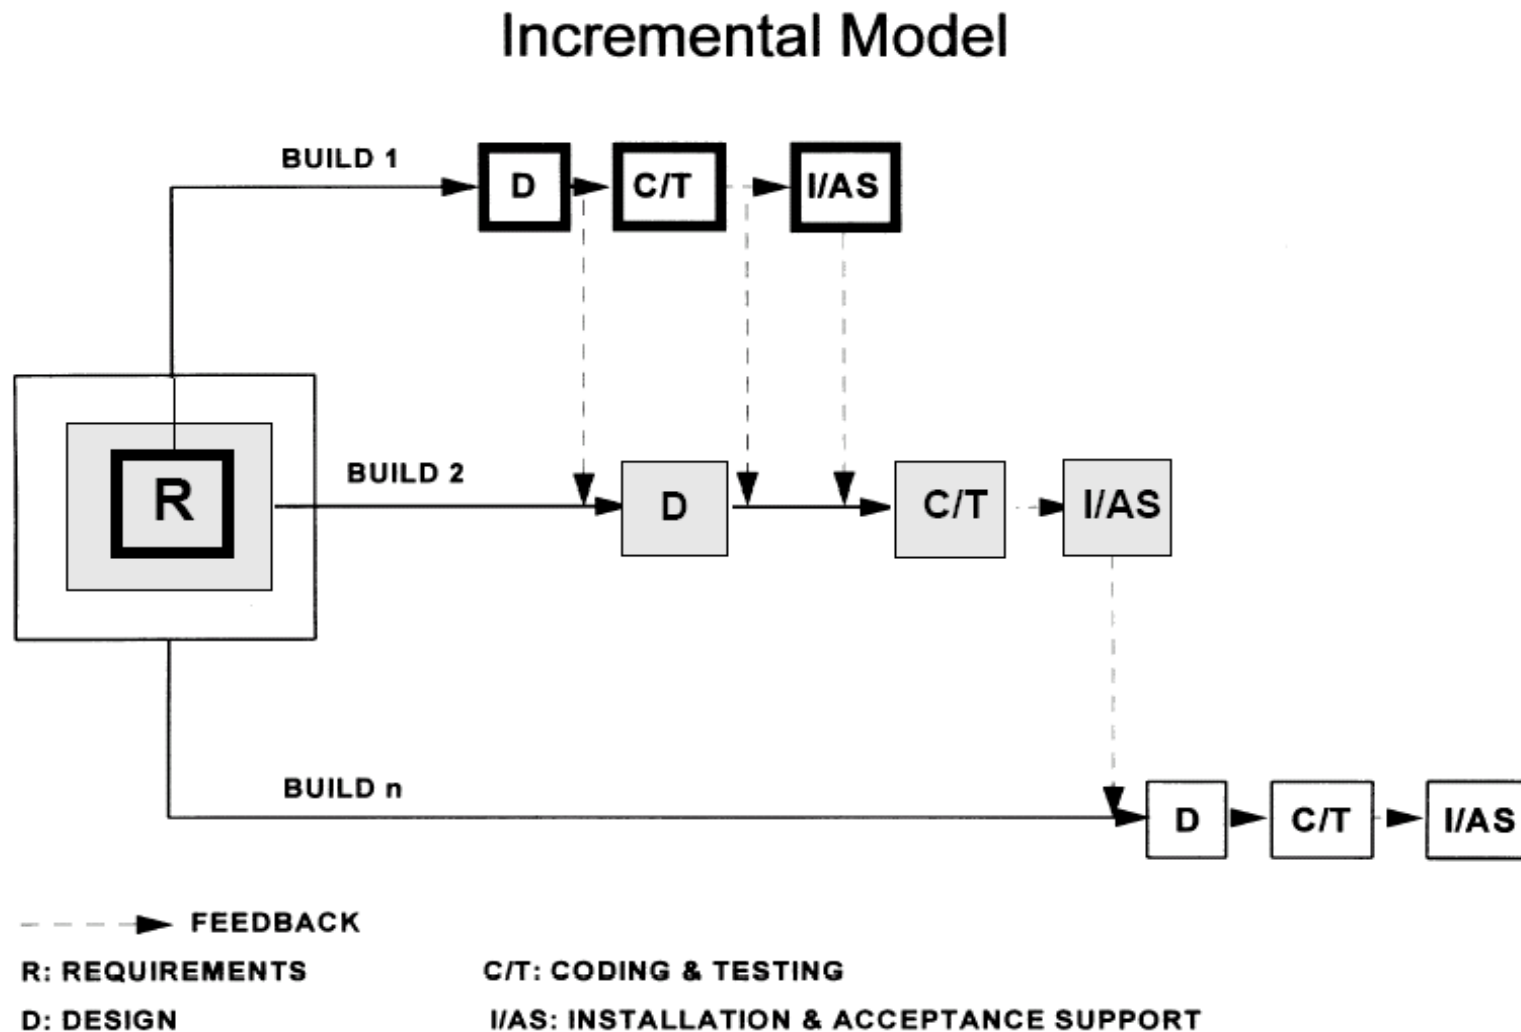 Incremental Model
BUILD 1
D
C/T
I/AS
R
BUILD 2
D
C/T
I/AS
BUILD n
D
C/T
I/AS
FEEDBACK
R: REQUIREMENTS
C/T: CODING & TESTING
D: DESIGN
I/AS: INSTALLATION & ACCEPTANCE SUPPORT